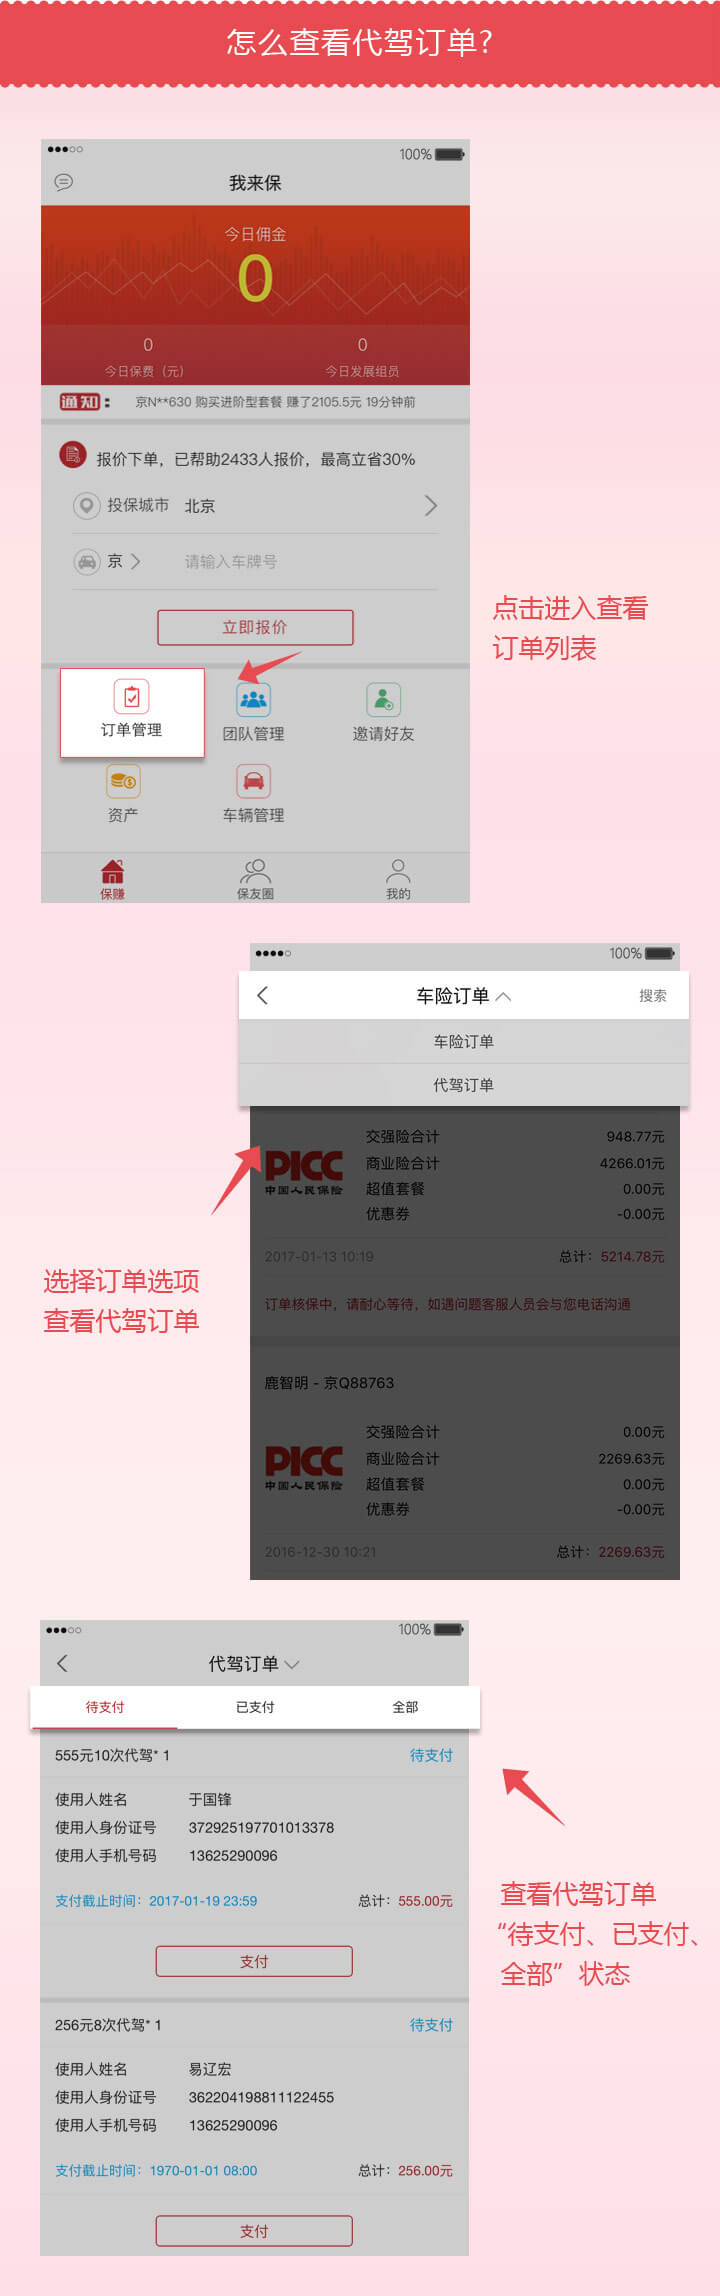 怎么查看代驾订单?
100%
我来保
今日佣金
0
0 0
今日保费（元） 今日发展组员
通知： 京N**630 购买进阶型套餐 赚了2105.5元 19分钟前
报价下单，已帮助2433人报价，最高立省30%
投保城市 北京
京 请输入车牌号
立即报价
点击进入查看
订单列表
订单管理 团队管理 邀请好友
资产 车辆管理
保赚 保友圈 我的
100%
车险订单 搜索
车险订单
代驾订单
交强险合计 948.77元
PICC 商业险合计 4266.01元
中国人民保险 超值套餐 0.00元
优惠券 -0.00元
2017-01-13 10:19 总计：5214.78元
订单核保中，请耐心等待，如遇问题客服人员会与您电话沟通
选择订单选项
查看代驾订单
鹿智明 - 京Q88763
交强险合计 0.00元
PICC 商业险合计 2269.63元
中国人民保险 超值套餐 0.00元
优惠券 -0.00元
2016-12-30 10:21 总计：2269.63元
100%
代驾订单
待支付 已支付 全部
555元10次代驾* 1 待支付
使用人姓名 于国锋
使用人身份证号 372925197701013378
使用人手机号码 13625290096
支付截止时间：2017-01-19 23:59 总计：555.00元
支付
查看代驾订单
“待支付、已支付、
全部”状态
256元8次代驾* 1 待支付
使用人姓名 易辽宏
使用人身份证号 362204198811122455
使用人手机号码 13625290096
支付截止时间：1970-01-01 08:00 总计：256.00元
支付